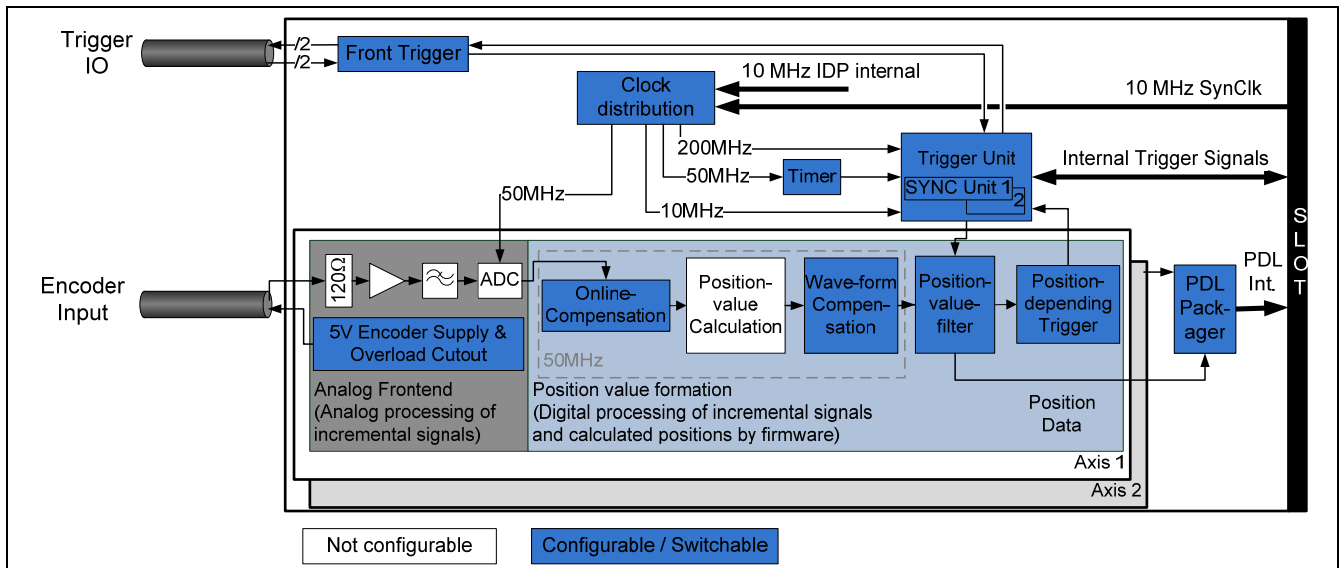 Trigger
IO
/2
/2
Front Trigger
Clock
distribution
10 MHz IDP internal
10 MHz SynClk
200MHz
50MHz
Timer
50MHz
10MHz
Trigger Unit
SYNC Unit 1
2
Internal Trigger Signals
SLOT
Encoder
Input
120Ω
ADC
5V Encoder Supply &
Overload Cutout
Analog Frontend
(Analog processing of
incremental signals)
Online-
Compensation
Position-
value
Calculation
Wave-form
Compen-
sation
50MHz
Position-
value-
filter
Position-
depending
Trigger
Position value formation
(Digital processing of incremental signals
and calculated positions by firmware)
Position
Data
Axis 1
Axis 2
PDL
Pack-
ager
PDL
Int.
Not configurable
Configurable / Switchable